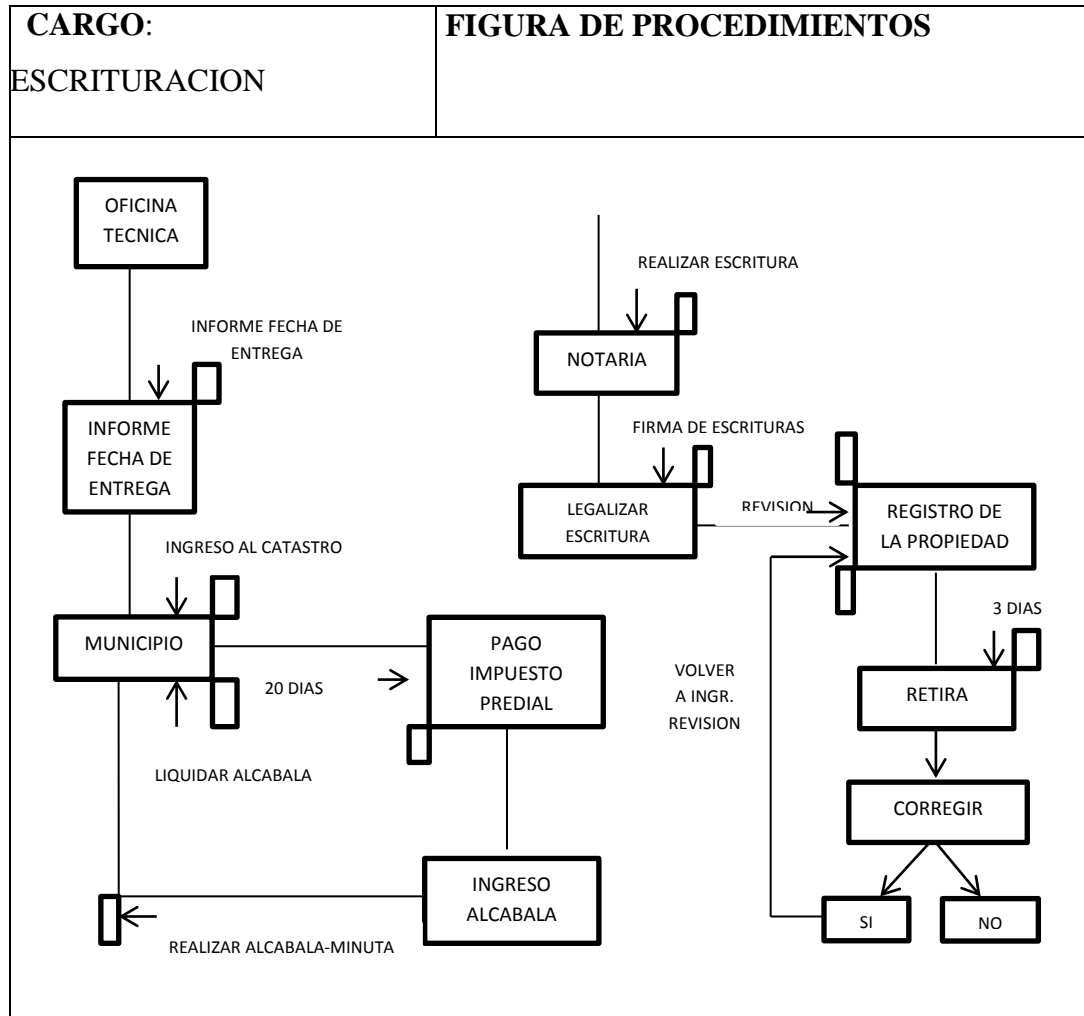 CARGO:
ESCRITURACION
FIGURA DE PROCEDIMIENTOS
OFICINA
TECNICA
INFORME FECHA DE
ENTREGA
INFORME
FECHA DE
ENTREGA
INGRESO AL CATASTRO
MUNICIPIO
20 DIAS
PAGO
IMPUESTO
PREDIAL
LIQUIDAR ALCABALA
INGRESO
ALCABALA
REALIZAR ALCABALA-MINUTA
REALIZAR ESCRITURA
NOTARIA
FIRMA DE ESCRITURAS
LEGALIZAR
ESCRITURA
REVISION
REGISTRO DE
LA PROPIEDAD
3 DIAS
VOLVER
A INGR.
REVISION
RETIRA
CORREGIR
SI
NO